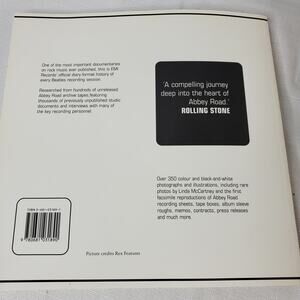 One of the most important documentaries
on rock music ever published, this is EMI
Records' official diary-format history of
every Beatles recording session.
Researched from hundreds of unreleased
Abbey Road archive tapes, featuring
thousands of previously unpublished studio
documents and interviews with many of
the key recording personnel.
'A compelling journey
deep into the heart of
Abbey Road.'
ROLLING STONE
Over 350 colour and black-and-white
photographs and illustrations, including rare
photos by Linda McCartney and the first
facsimile reproductions of Abbey Road
recording sheets, tape boxes, album sleeve
roughs, memos, contracts, press releases
and much more.
9 780681 031890
Picture credits Rex Features